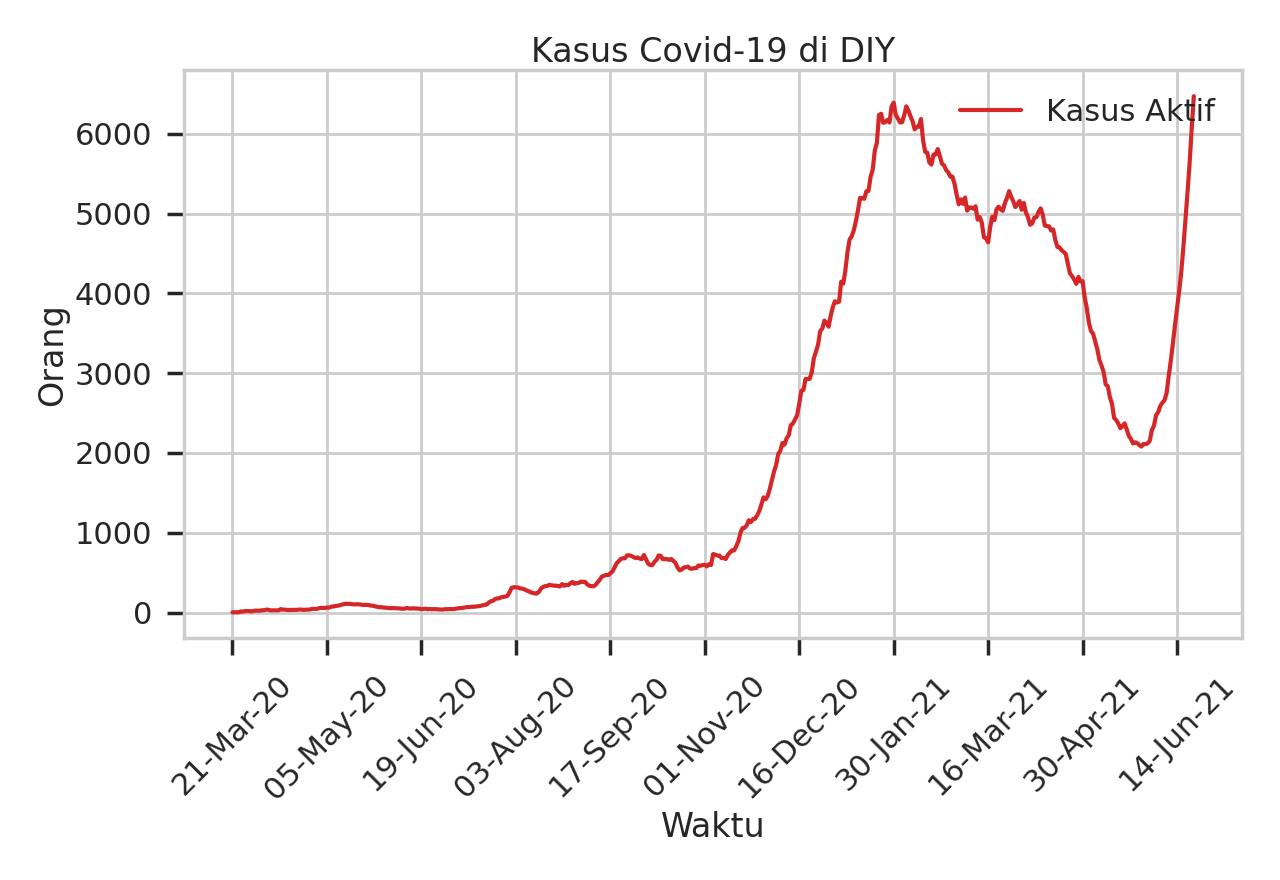 Kasus Covid-19 di DIY
Kasus Aktif
Orang
6000
5000
4000
3000
2000
1000
0
21-Mar-20
05-May-20
19-Jun-20
03-Aug-20
17-Sep-20
01-Nov-20
16-Dec-20
30-Jan-21
16-Mar-21
30-Apr-21
14-Jun-21
Waktu